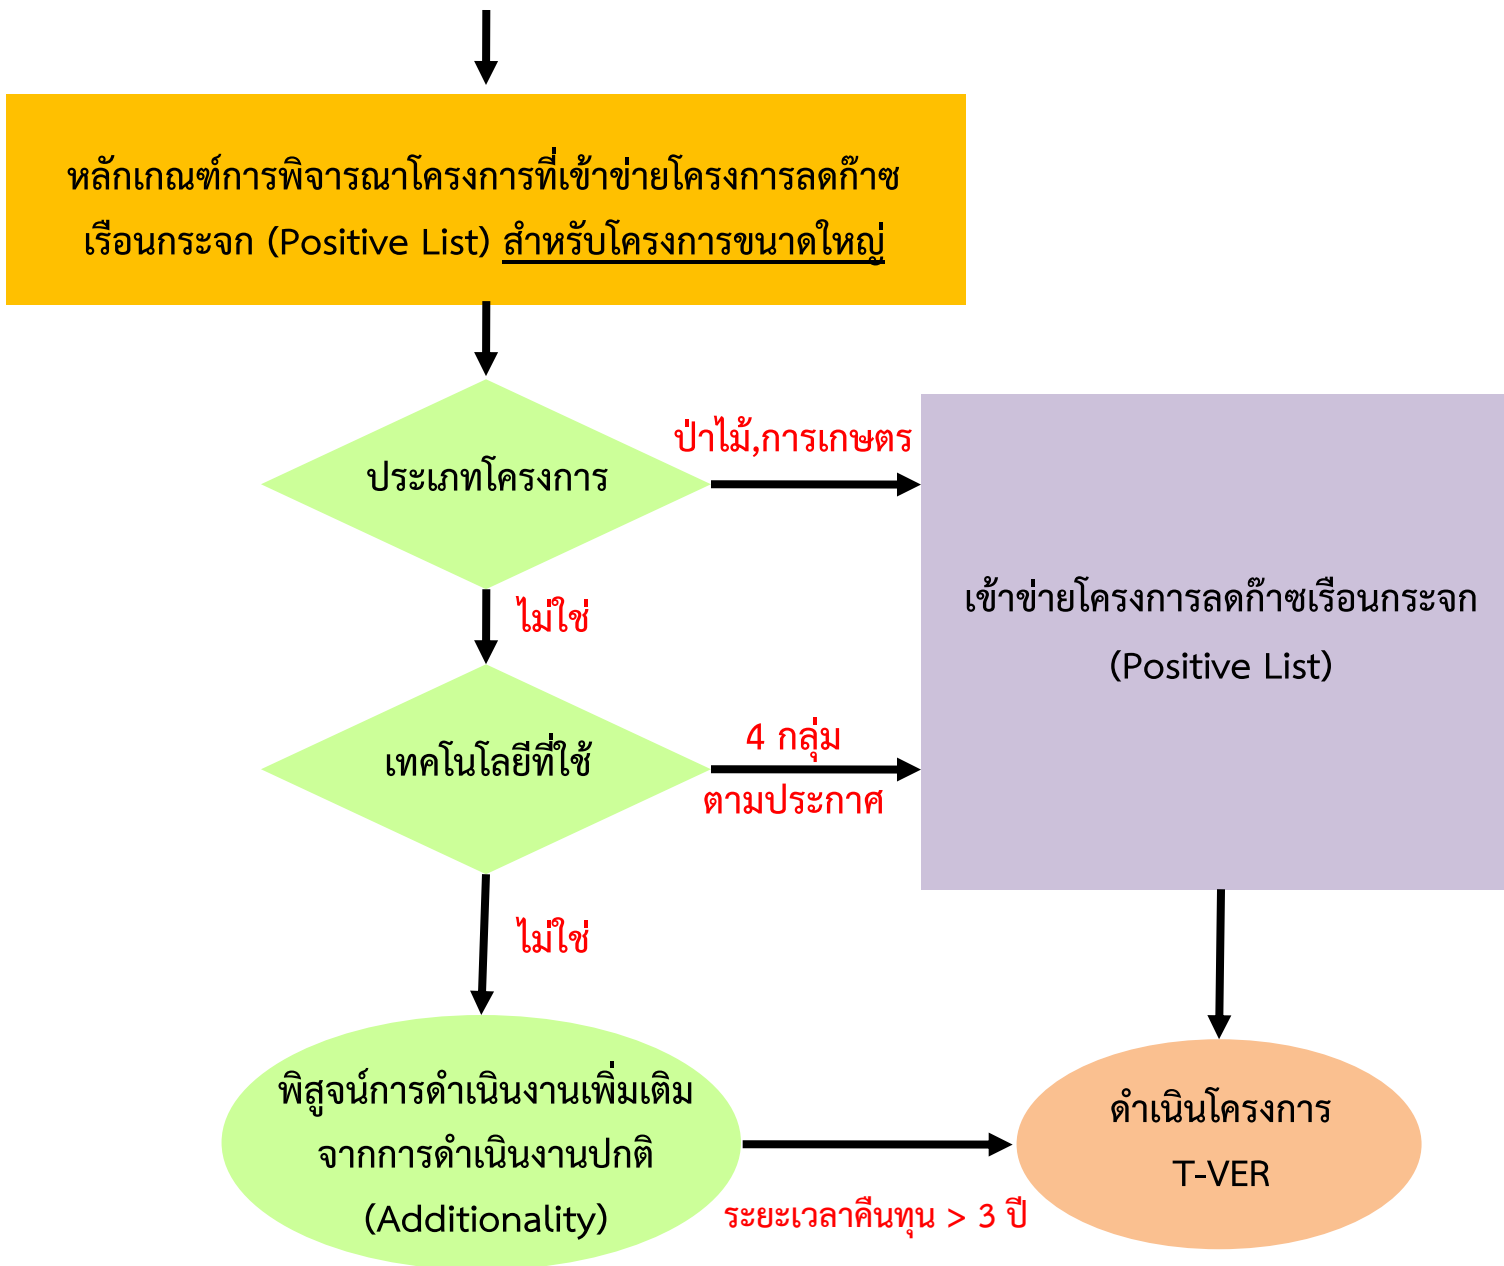 หลักเกณฑ์การพิจารณาโครงการที่เข้าข่ายโครงการลดก๊าซ
เรือนกระจก (Positive List) สำหรับโครงการขนาดใหญ่
ป่าไม้,การเกษตร
ประเภทโครงการ
ไม่ใช่
เข้าข่ายโครงการลดก๊าซเรือนกระจก
(Positive List)
4 กลุ่ม
เทคโนโลยีที่ใช้
ตามประกาศ
ไม่ใช่
พิสูจน์การดำเนินงานเพิ่มเติม
จากการดำเนินงานปกติ
(Additionality)
ระยะเวลาคืนทุน > 3 ปี
ดำเนินโครงการ
T-VER